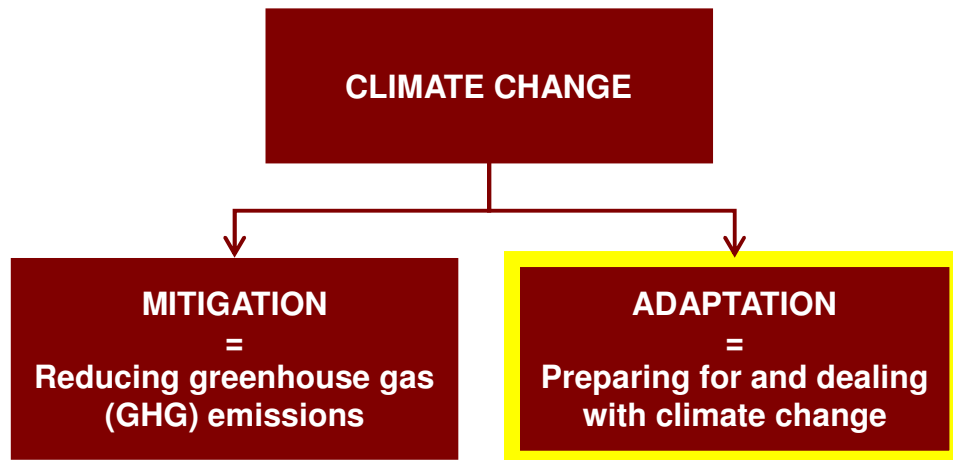 CLIMATE CHANGE
MITIGATION
=
Reducing greenhouse gas
(GHG) emissions
ADAPTATION
=
Preparing for and dealing
with climate change